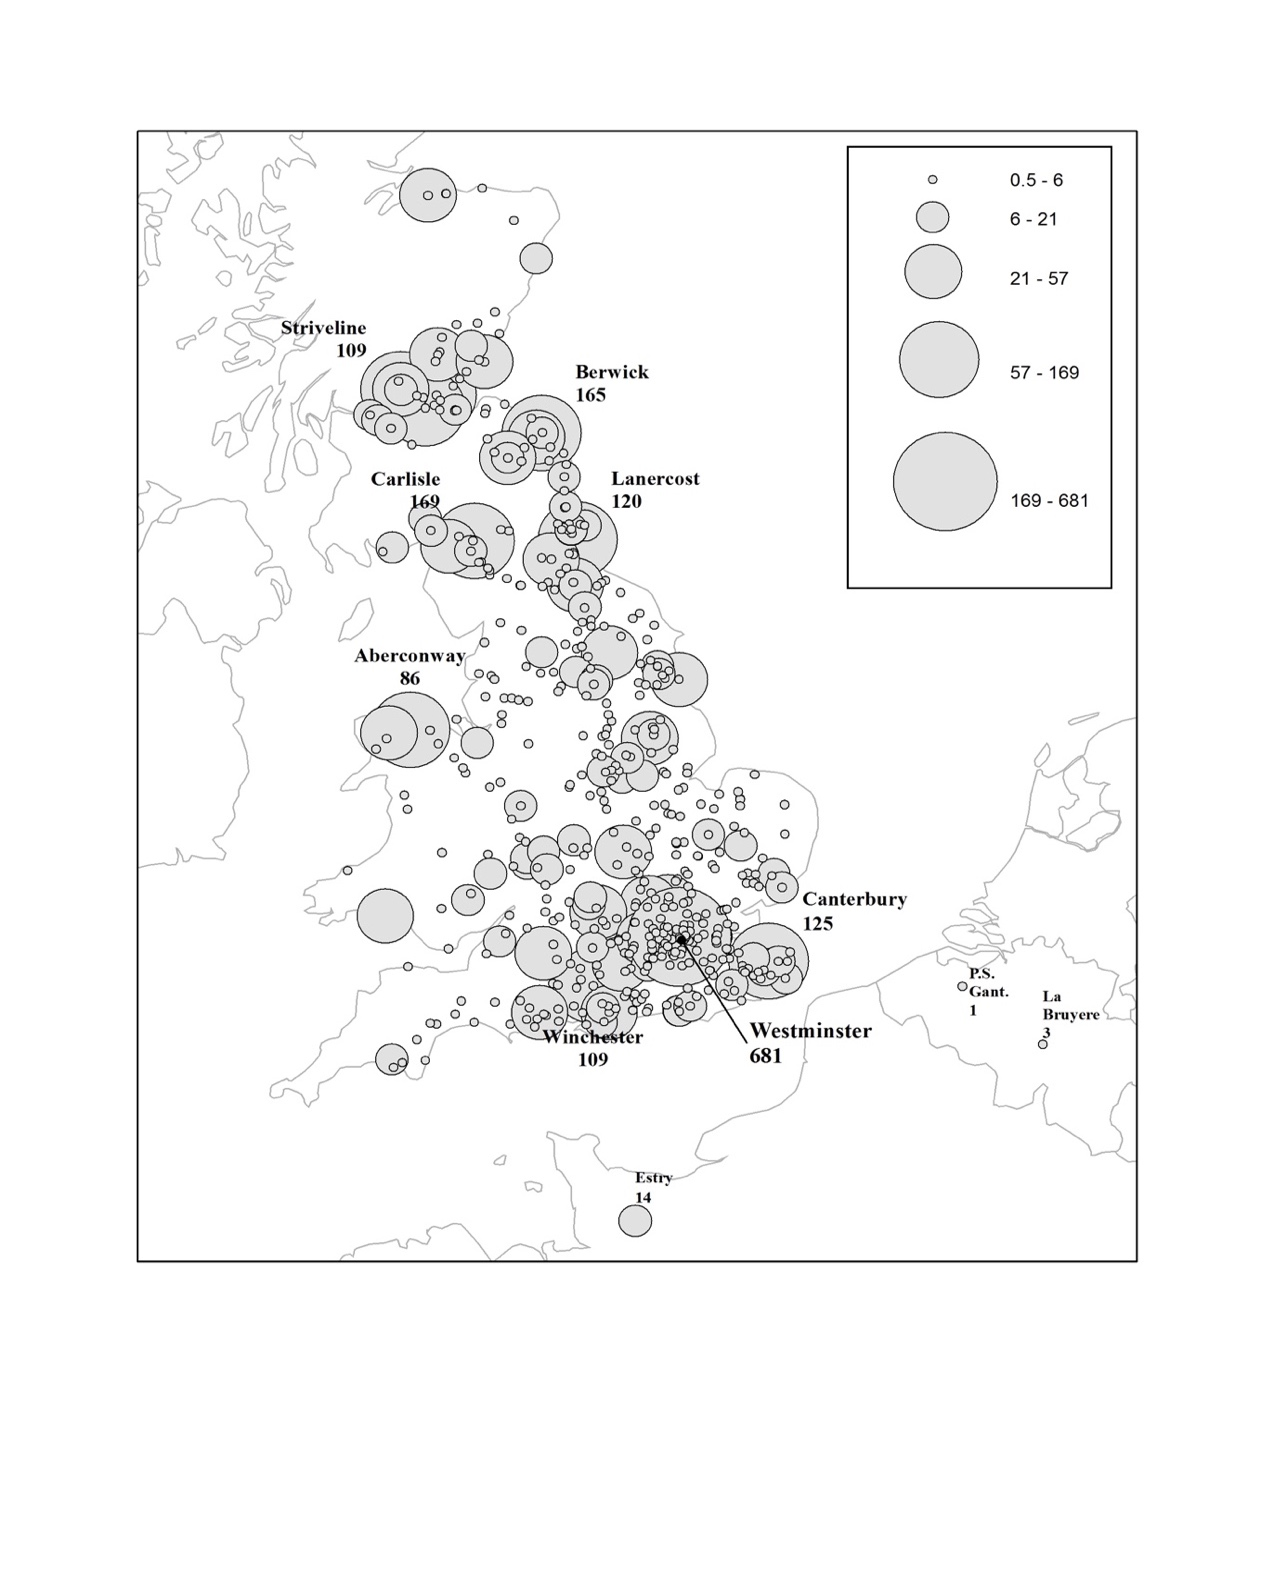 0.5 - 6
6 - 21
21 - 57
57 - 169
169 - 681
Striveline
109
Berwick
165
Carlisle
169
Lanercost
120
Aberconway
86
Canterbury
125
P.S.
Gant.
1
La
Bruyere
3
Winchester
109
Westminster
681
Estry
14